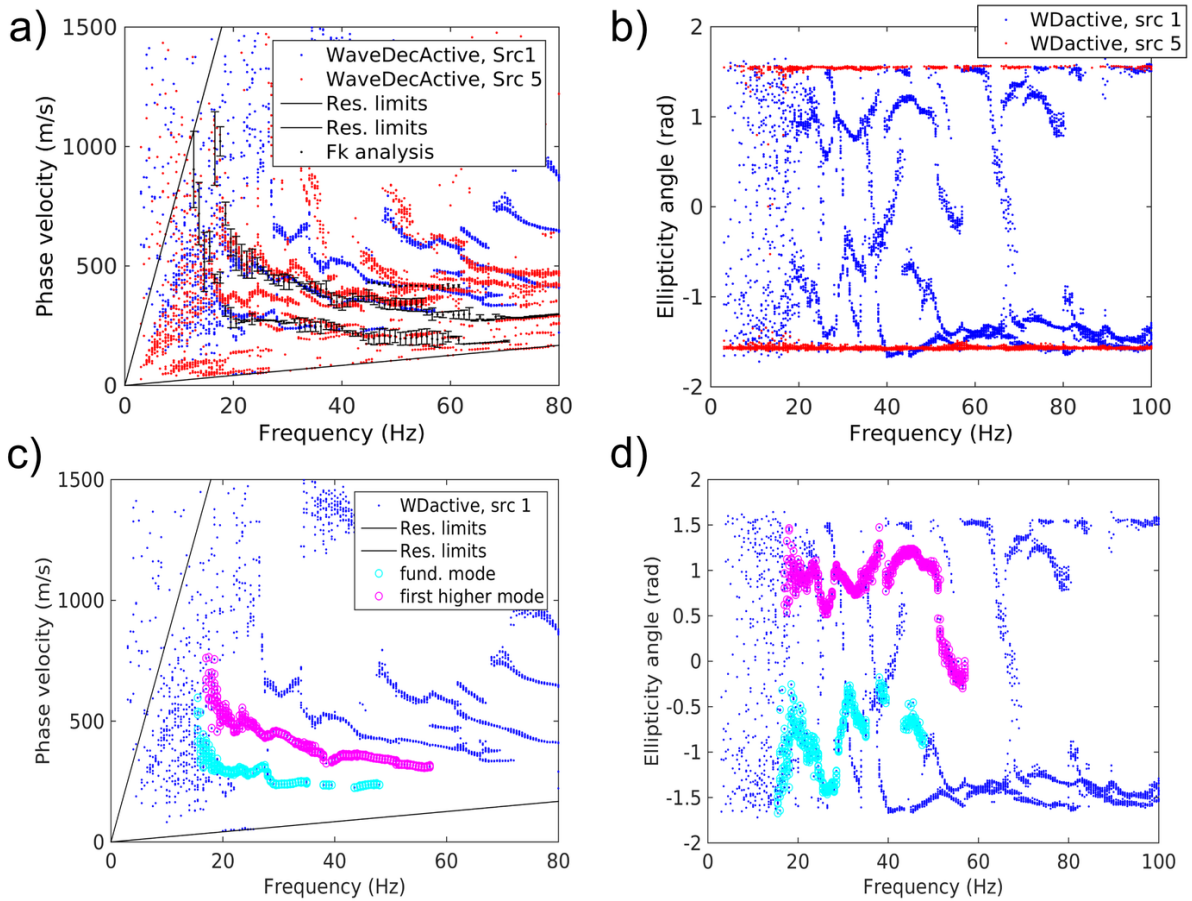 a)
1500
1000
500
0
Phase velocity (m/s)
WaveDecActive, Src1
WaveDecActive, Src 5
Res. limits
Res. limits
Fk analysis
0 20 40 60 80
Frequency (Hz)
b)
WDactive, src 1
WDactive, src 5
2
1
0
-1
-2
Ellipticity angle (rad)
20 40 60 80 100
Frequency (Hz)
c)
1500
1000
500
0
Phase velocity (m/s)
WDactive, src 1
Res. limits
Res. limits
fund. mode
first higher mode
0 20 40 60 80
Frequency (Hz)
d)
2
1.5
1
0.5
0
-0.5
-1
-1.5
-2
Ellipticity angle (rad)
0 20 40 60 80 100
Frequency (Hz)